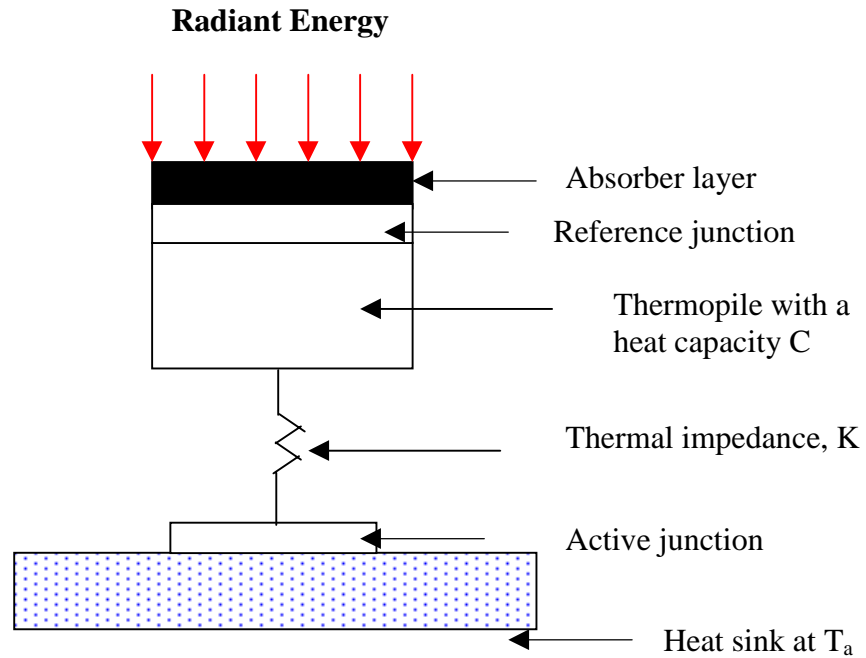 Radiant Energy
Absorber layer
Reference junction
Thermopile with a
heat capacity C
Thermal impedance, K
Active junction
Heat sink at Tₐ